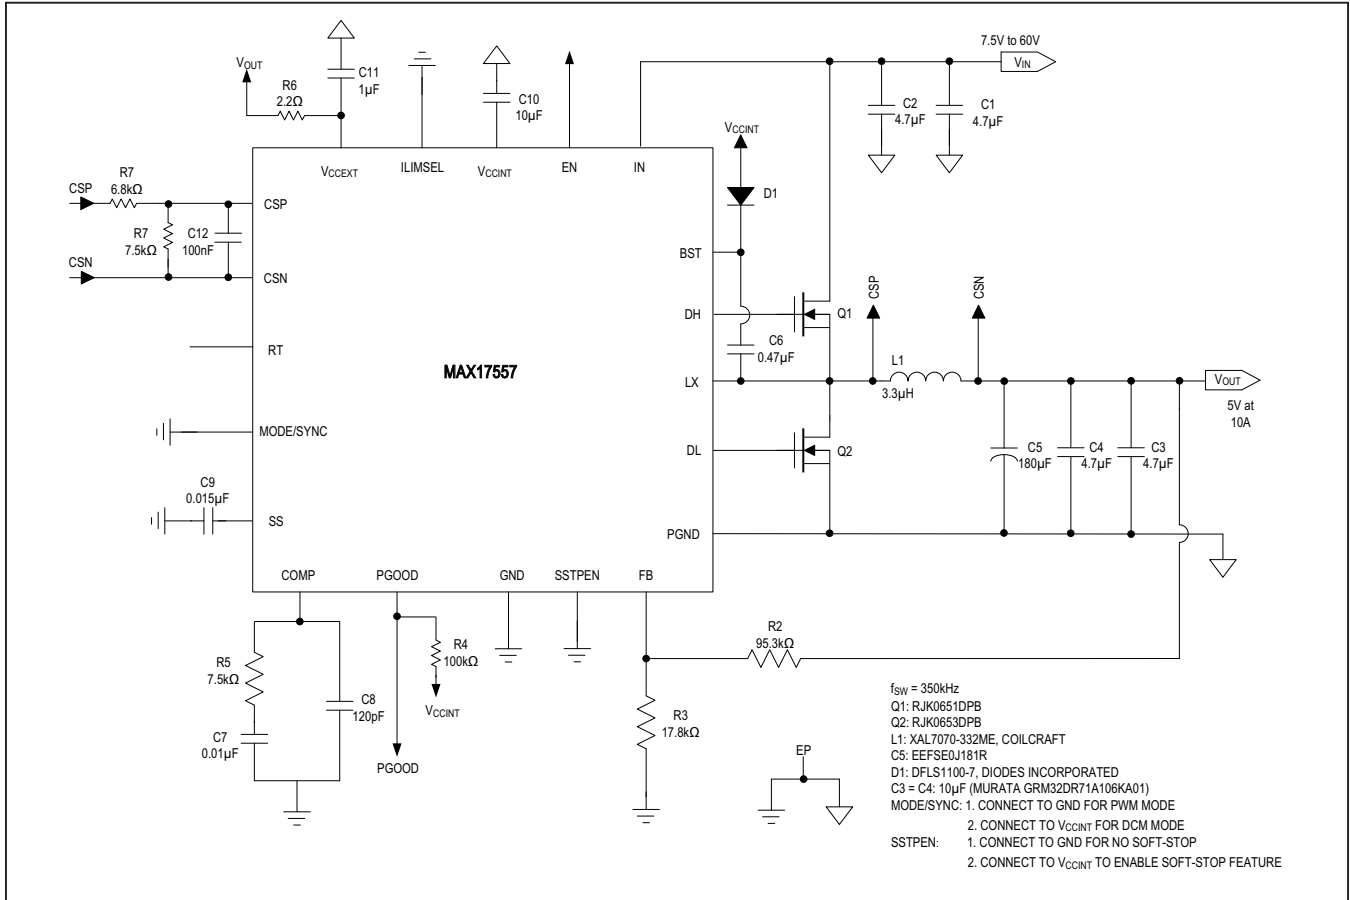 7.5V to 60V
VIN
VOUT
R6
2.2Ω
C11
1µF
C10
10µF
C2
4.7µF
C1
4.7µF
VCCINT
D1
VCCEXT
ILIMSEL
VCCINT
EN
IN
R7
6.8kΩ
CSP
CSP
R7
7.5kΩ
C12
100nF
CSN
CSN
BST
DH
Q1
CSP
CSN
C6
0.47µF
RT
MAX17557
LX
L1
3.3µH
VOUT
5V at
10A
MODE/SYNC
DL
Q2
C5
180µF
C4
4.7µF
C3
4.7µF
C9
0.015µF
SS
PGND
COMP
PGOOD
GND
SSTPEN
FB
R2
95.3kΩ
R4
100kΩ
VCCINT
R5
7.5kΩ
C8
120pF
C7
0.01µF
PGOOD
R3
17.8kΩ
EP
fSW = 350kHz
Q1: RJK0651DPB
Q2: RJK0653DPB
L1: XAL7070-332ME, COILCRAFT
C5: EEFSE0J181R
D1: DFLS1100-7, DIODES INCORPORATED
C3 = C4: 10µF (MURATA GRM32DR71A106KA01)
MODE/SYNC: 1. CONNECT TO GND FOR PWM MODE
2. CONNECT TO VCCINT FOR DCM MODE
SSTPEN: 1. CONNECT TO GND FOR NO SOFT-STOP
2. CONNECT TO VCCINT TO ENABLE SOFT-STOP FEATURE